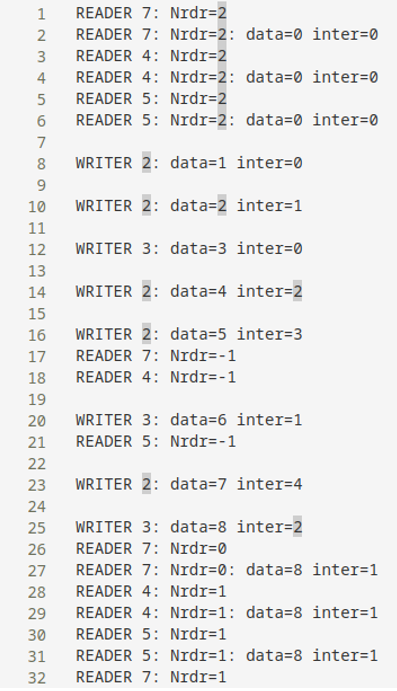 1 READER 7: Nrdr=2
2 READER 7: Nrdr=2: data=0 inter=0
3 READER 4: Nrdr=2
4 READER 4: Nrdr=2: data=0 inter=0
5 READER 5: Nrdr=2
6 READER 5: Nrdr=2: data=0 inter=0
7
8 WRITER 2: data=1 inter=0
9
10 WRITER 2: data=2 inter=1
11
12 WRITER 3: data=3 inter=0
13
14 WRITER 2: data=4 inter=2
15
16 WRITER 2: data=5 inter=3
17 READER 7: Nrdr=-1
18 READER 4: Nrdr=-1
19
20 WRITER 3: data=6 inter=1
21 READER 5: Nrdr=-1
22
23 WRITER 2: data=7 inter=4
24
25 WRITER 3: data=8 inter=2
26 READER 7: Nrdr=0
27 READER 7: Nrdr=0: data=8 inter=1
28 READER 4: Nrdr=1
29 READER 4: Nrdr=1: data=8 inter=1
30 READER 5: Nrdr=1
31 READER 5: Nrdr=1: data=8 inter=1
32 READER 7: Nrdr=1